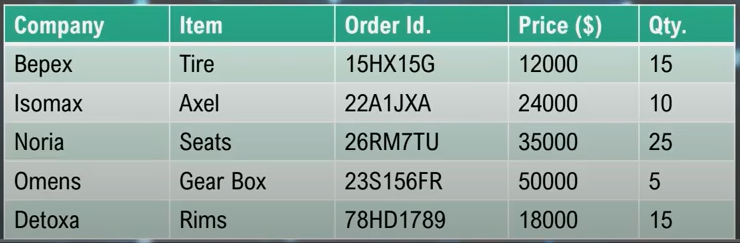 Company Item Order Id. Price ($) Qty.
Bepex Tire 15HX15G 12000 15
Isomax Axel 22A1JXA 24000 10
Noria Seats 26RM7TU 35000 25
Omens Gear Box 23S156FR 50000 5
Detoxa Rims 78HD1789 18000 15